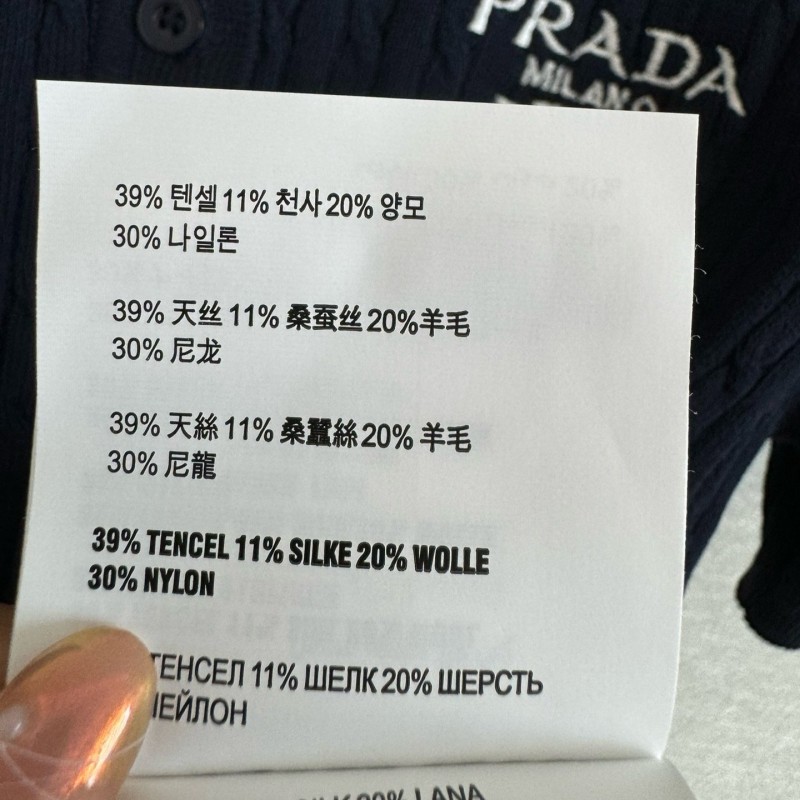 PRADA
MILANO
39% 텐셀 11% 천사 20% 양모
30% 나일론
39% 天丝 11% 桑蚕丝 20%羊毛
30% 尼龙
39% 天絲 11% 桑蠶絲 20% 羊毛
30% 尼龍
39% TENCEL 11% SILKE 20% WOLLE
30% NYLON
ТЕНСЕЛ 11% ШЕЛК 20% ШЕРСТЬ
НЕЙЛОН
20% LANA